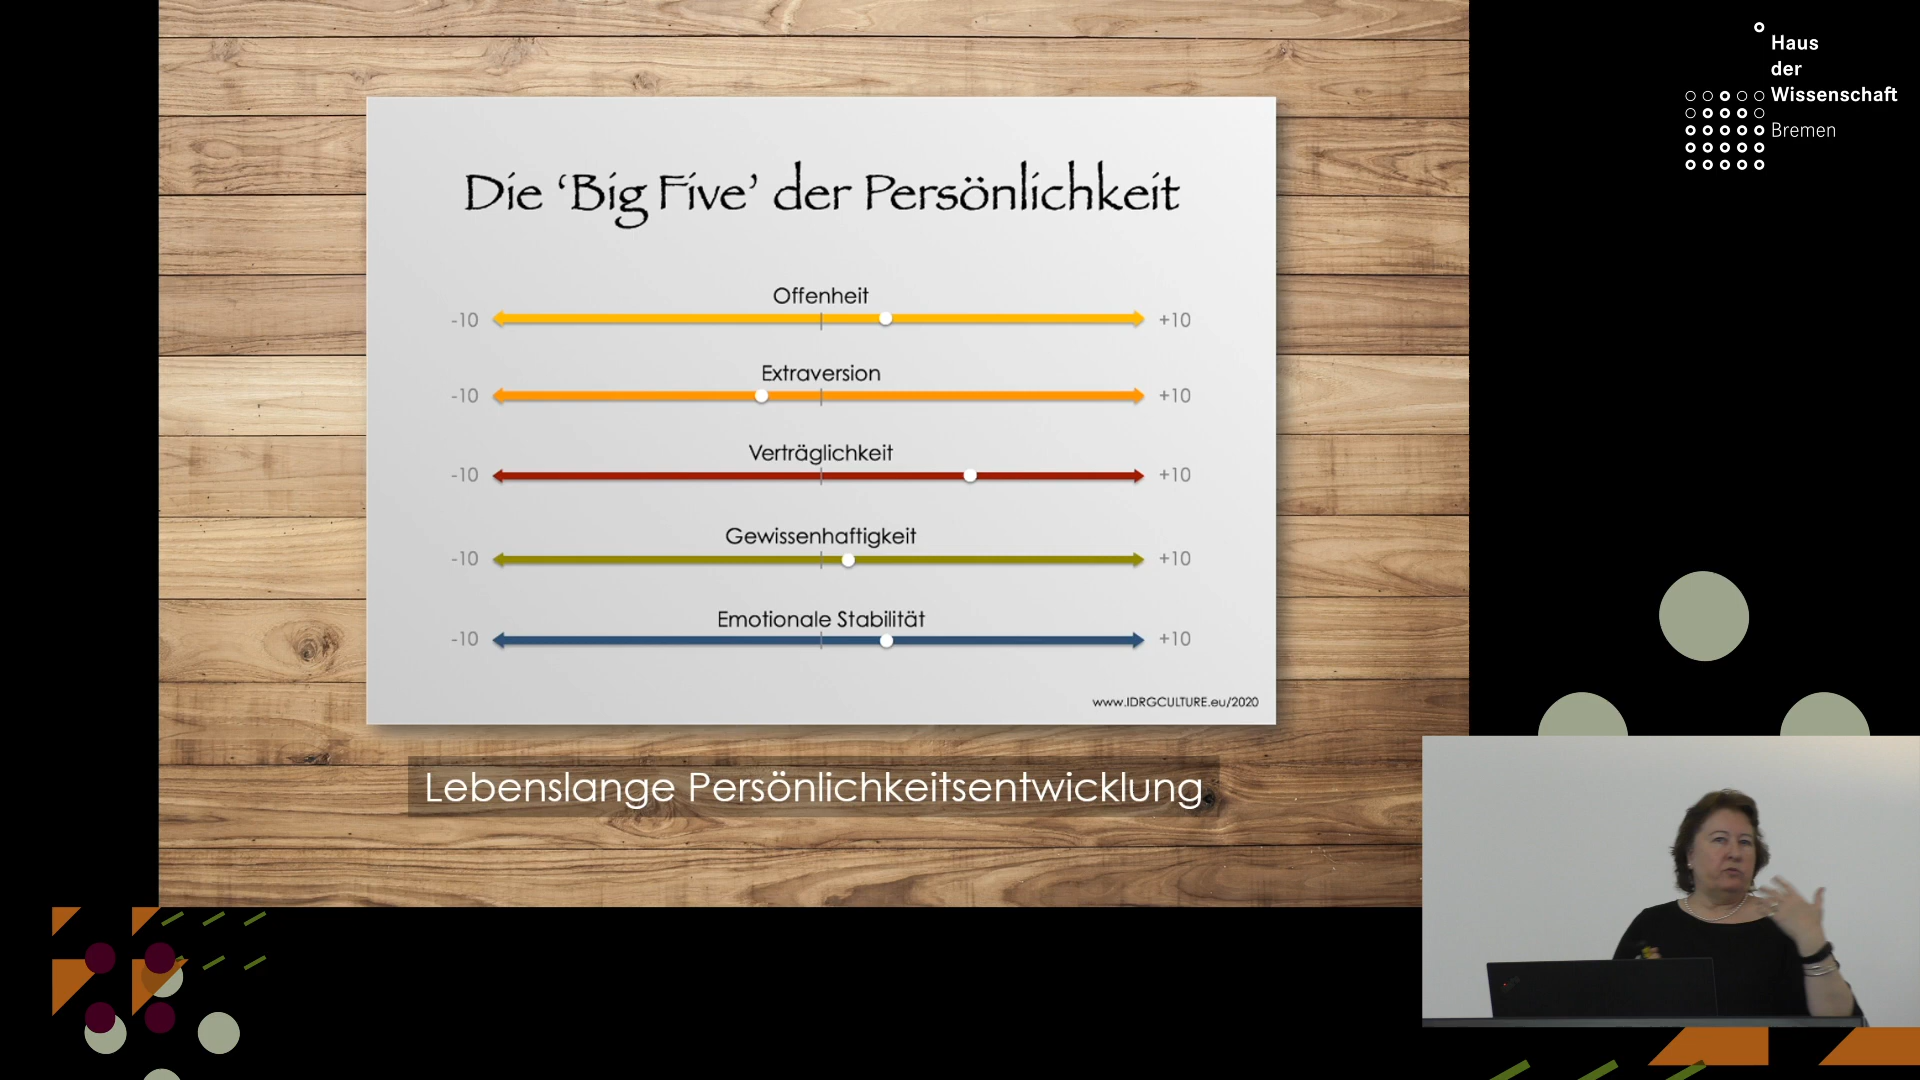 Haus
der
Wissenschaft
Bremen
Die ‘Big Five’ der Persönlichkeit
Offenheit
-10 +10
Extraversion
-10 +10
Verträglichkeit
-10 +10
Gewissenhaftigkeit
-10 +10
Emotionale Stabilität
-10 +10
www.IDRGCULTURE.eu/2020
Lebenslange Persönlichkeitsentwicklung